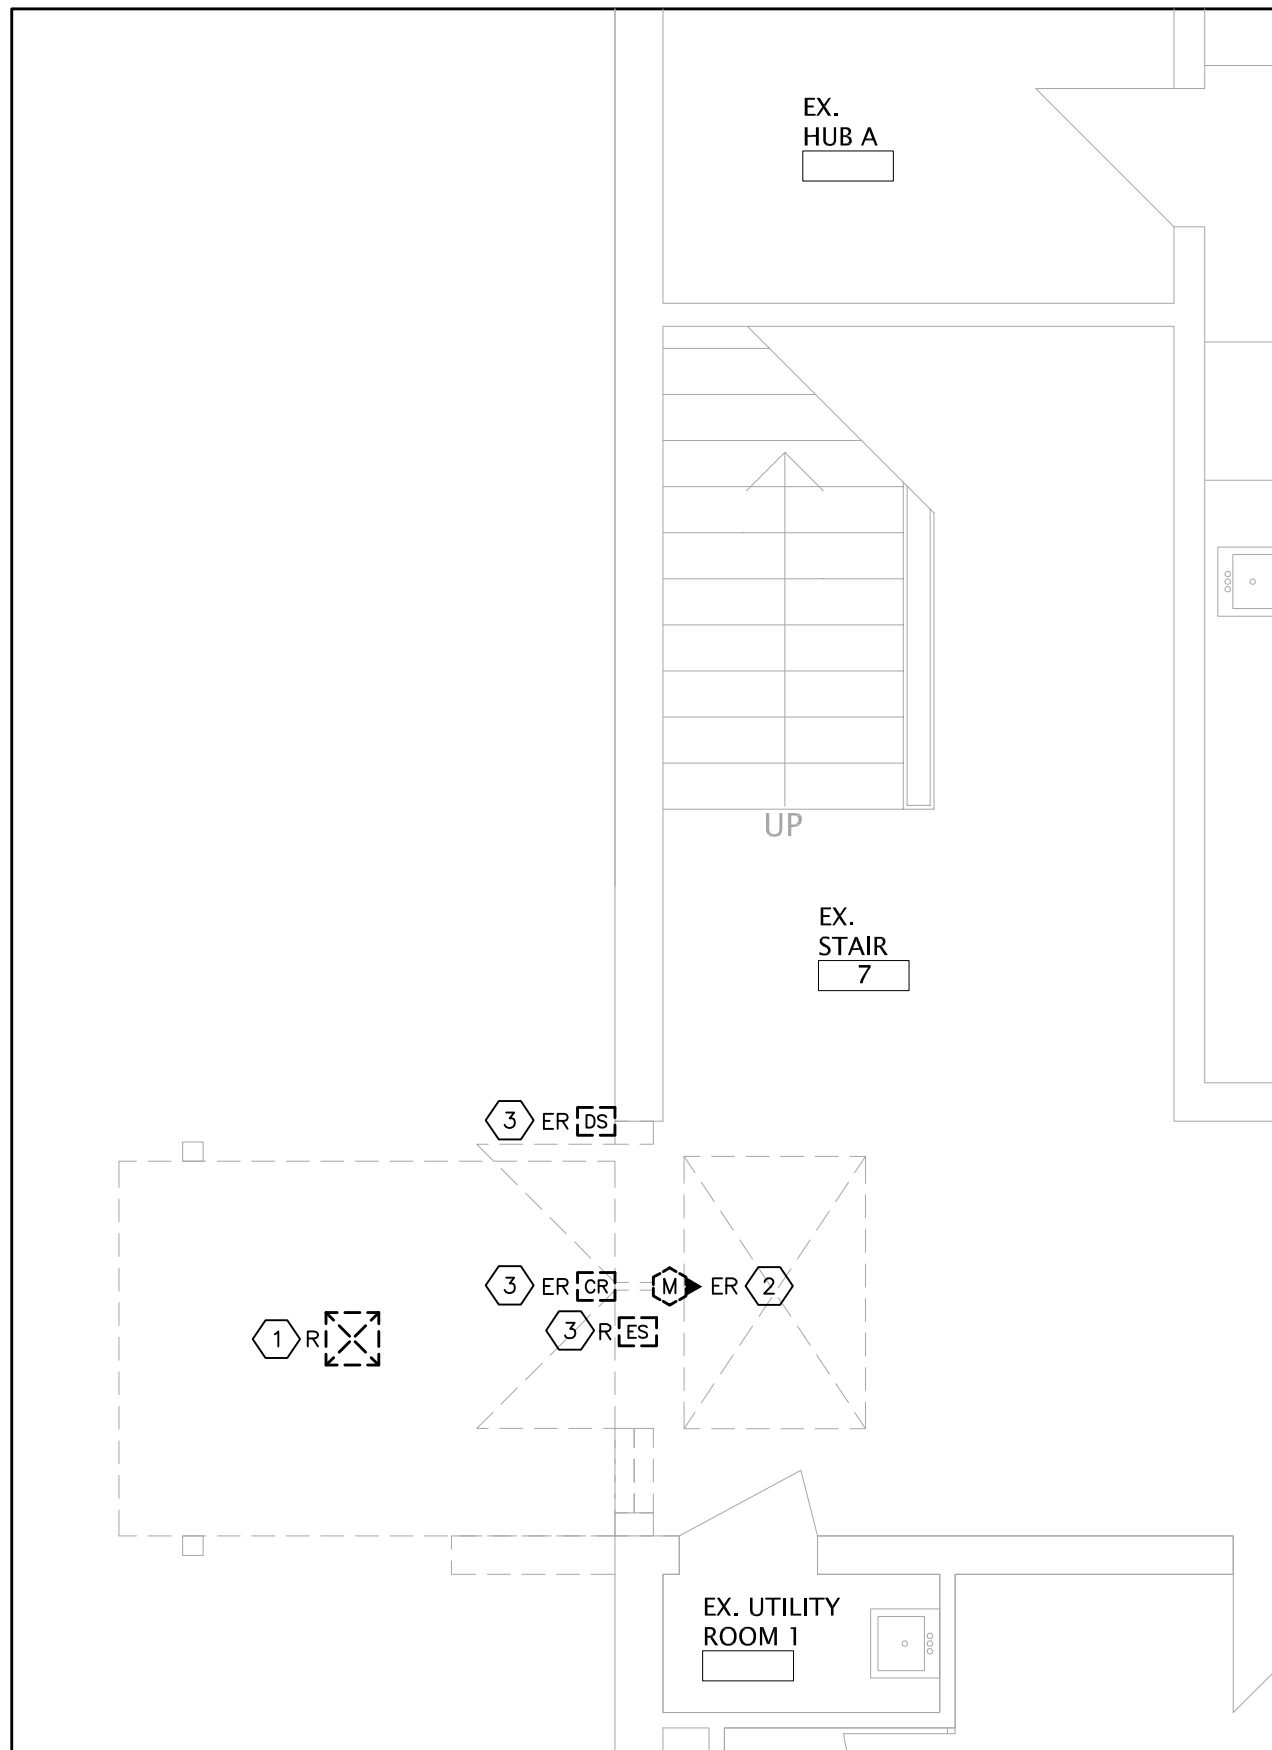 EX.
HUB A
UP
EX.
STAIR
7
3 ER DS
3 ER CR M ER 2
3 R ES
1 R
EX. UTILITY
ROOM 1